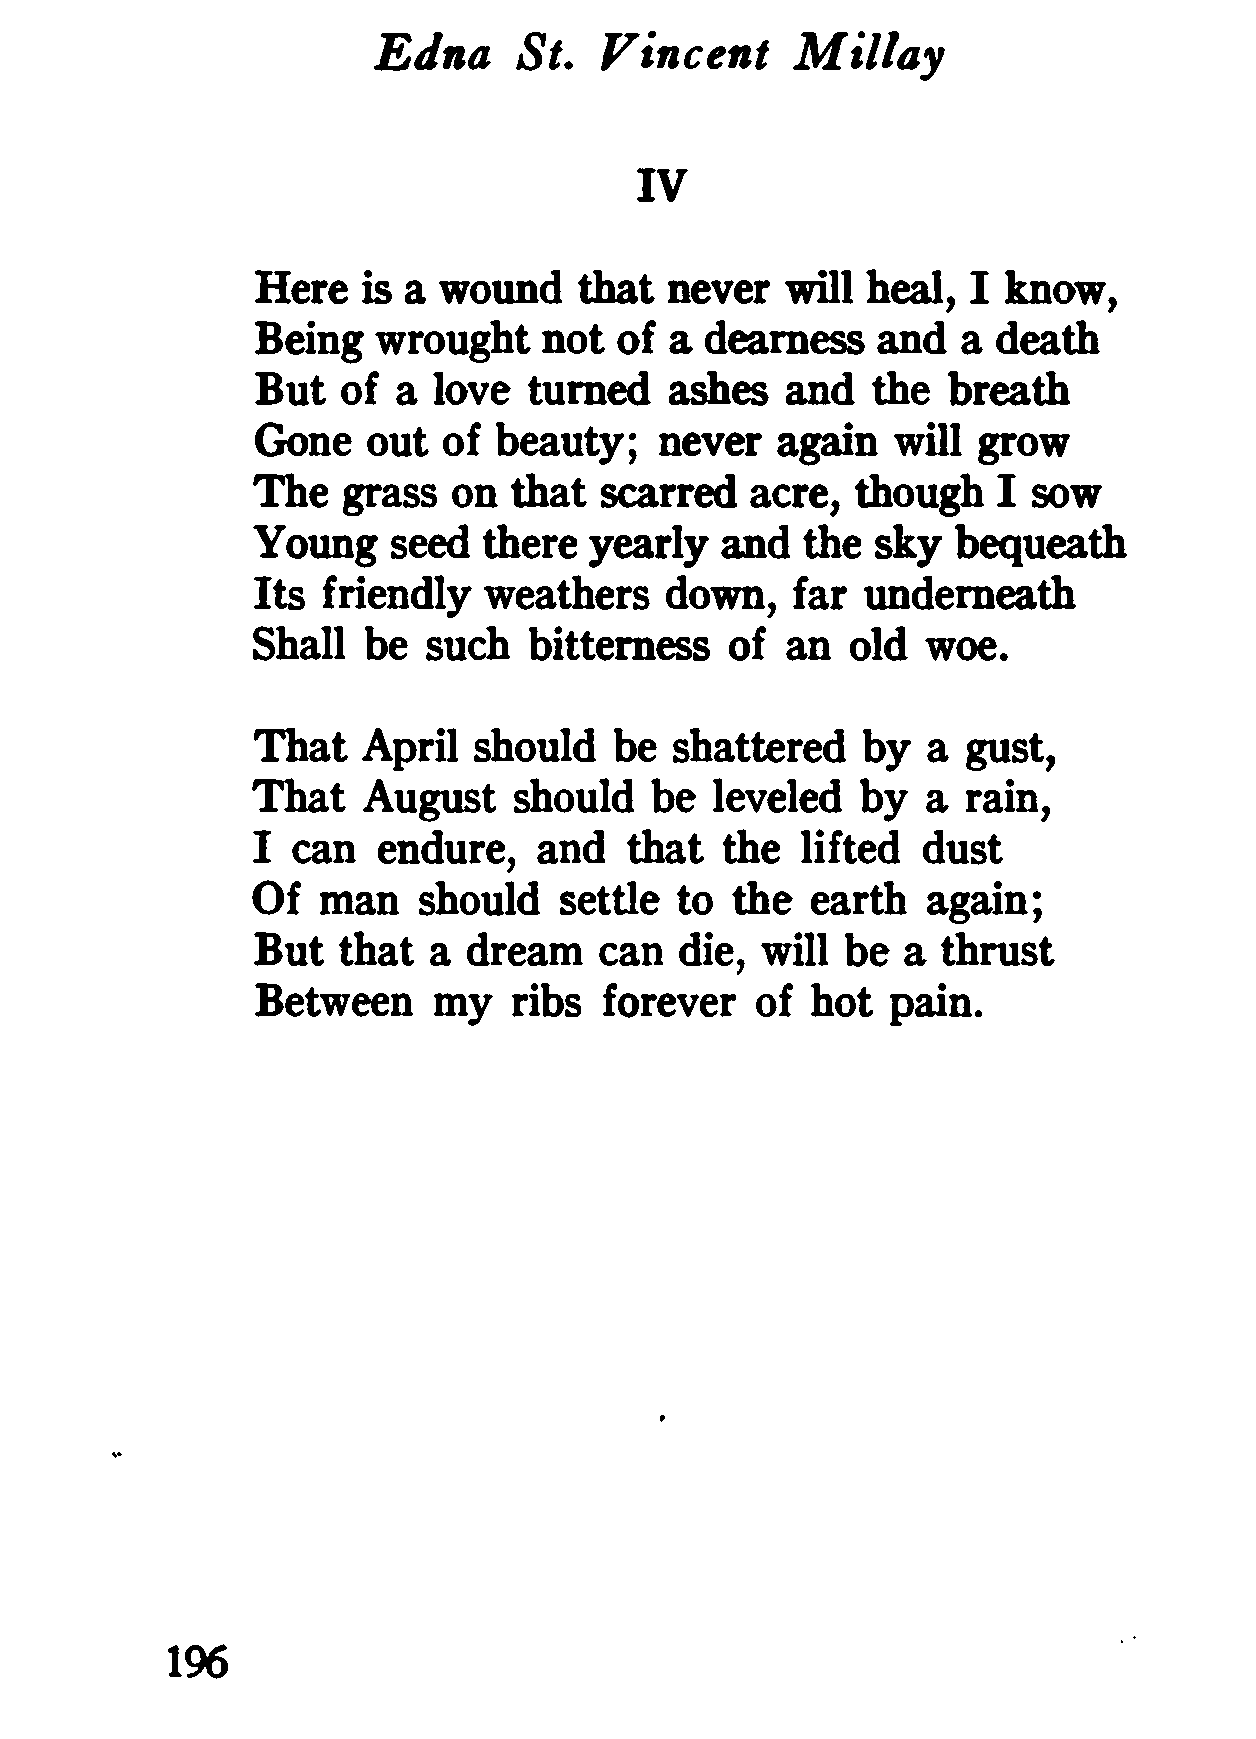 Edna St. Vincent Millay
IV
Here is a wound that never will heal, I know,
Being wrought not of a dearness and a death
But of a love turned ashes and the breath
Gone out of beauty; never again will grow
The grass on that scarred acre, though I sow
Young seed there yearly and the sky bequeath
Its friendly weathers down, far underneath
Shall be such bitterness of an old woe.
That April should be shattered by a gust,
That August should be leveled by a rain,
I can endure, and that the lifted dust
Of man should settle to the earth again;
But that a dream can die, will be a thrust
Between my ribs forever of hot pain.
196